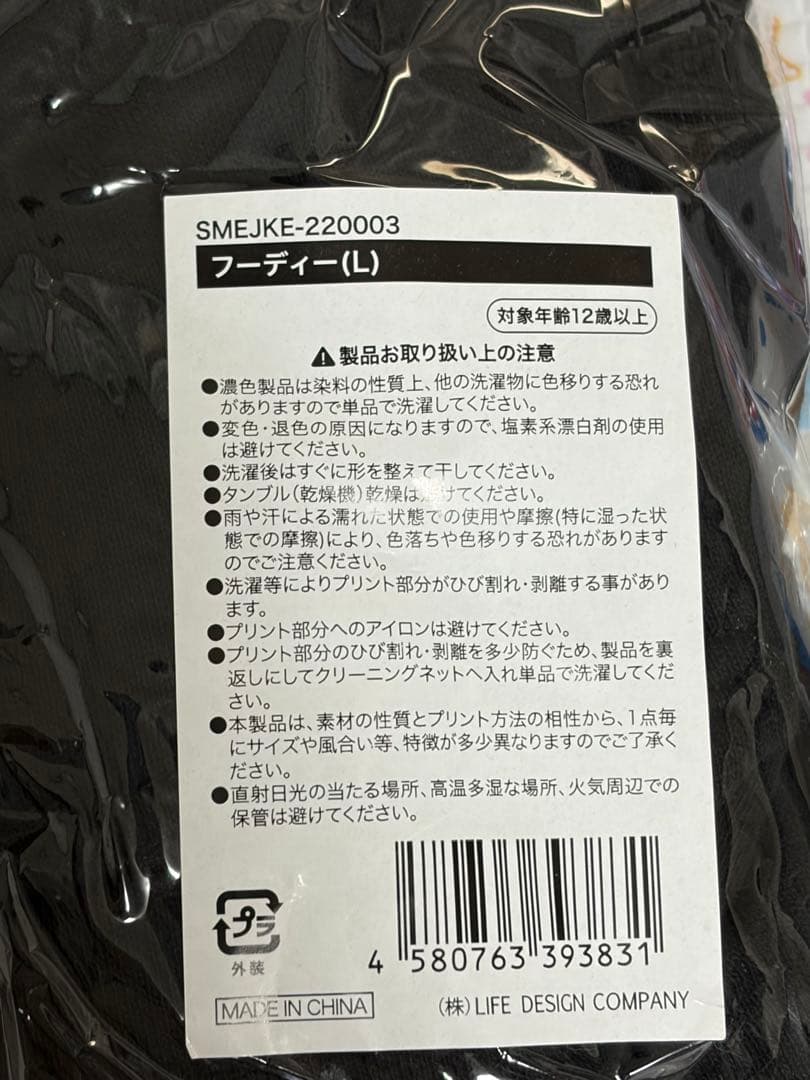 SMEJKE-220003
フーディー(L)
対象年齢12歳以上
⚠製品お取り扱い上の注意
●濃色製品は染料の性質上、他の洗濯物に色移りする恐れ
がありますので単品で洗濯してください。
●変色・退色の原因になりますので、塩素系漂白剤の使用
は避けてください。
●洗濯後はすぐに形を整えて干してください。
●タンブル(乾燥機)乾燥は避けてください。
●雨や汗による濡れた状態での使用や摩擦(特に湿った状
態での摩擦)により、色落ちや色移りする恐れがあります
のでご注意ください。
●洗濯等によりプリント部分がひび割れ・剥離する事があり
ます。
●プリント部分へのアイロンは避けてください。
●プリント部分のひび割れ・剥離を多少防ぐため、製品を裏
返しにしてクリーニングネットへ入れ単品で洗濯してくだ
さい。
●本製品は、素材の性質とプリント方法の相性から、1点毎
にサイズや風合い等、特徴が多少異なりますのでご了承く
ださい。
●直射日光の当たる場所、高温多湿な場所、火気周辺での
保管は避けてください。
プラ
外装
4 580763 393831
MADE IN CHINA
(株)LIFE DESIGN COMPANY